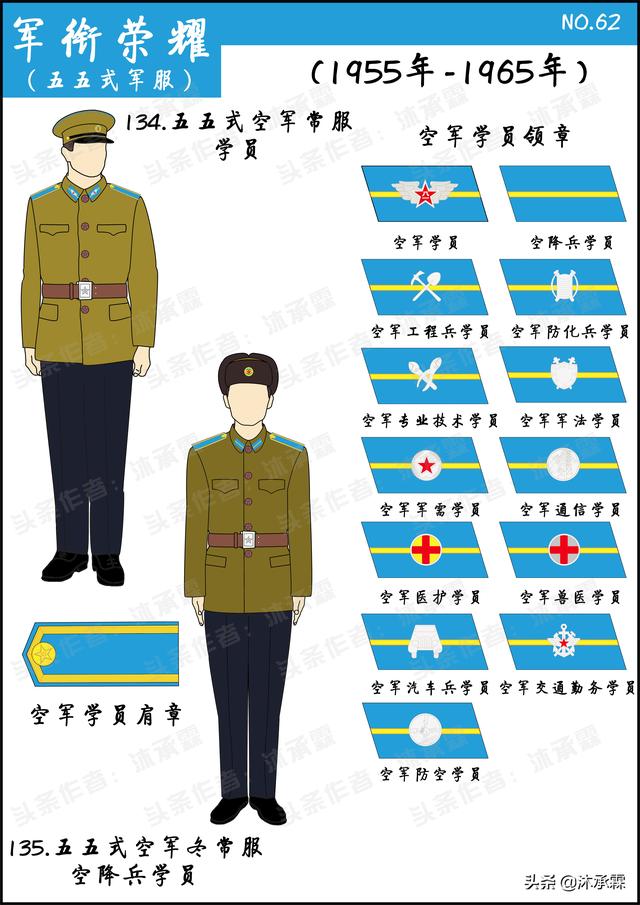 军衔荣耀
（五五式军服）
NO.62
（1955年-1965年）
134.五五式空军常服
学员
空军学员领章
空军学员
空降兵学员
空军工程兵学员
空军防化兵学员
空军专业技术学员
空军军法学员
空军军需学员
空军通信学员
空军医护学员
空军兽医学员
空军汽车兵学员
空军交通勤务学员
空军防空学员
空军学员肩章
135.五五式空军冬常服
空降兵学员
头条作者：沐承霖
头条 @沐承霖